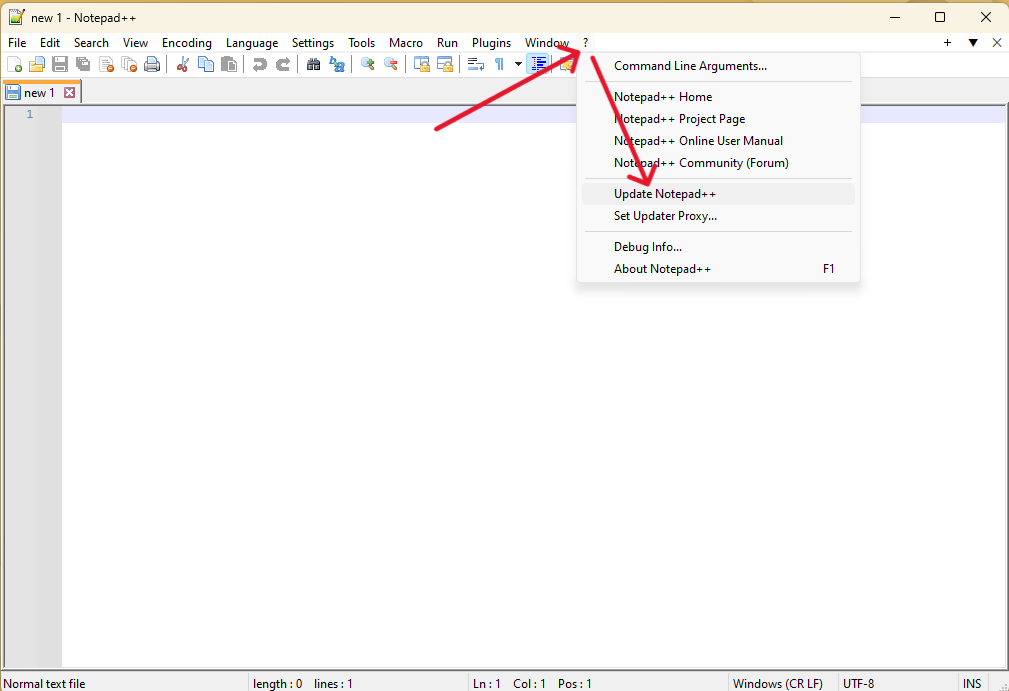 new 1 - Notepad++
File Edit Search View Encoding Language Settings Tools Macro Run Plugins Window ?
Command Line Arguments...
Notepad++ Home
Notepad++ Project Page
Notepad++ Online User Manual
Notepad++ Community (Forum)
Update Notepad++
Set Updater Proxy...
Debug Info...
About Notepad++ F1
new 1
1
Normal text file length : 0 lines : 1 Ln : 1 Col : 1 Pos : 1 Windows (CR LF) UTF-8 INS